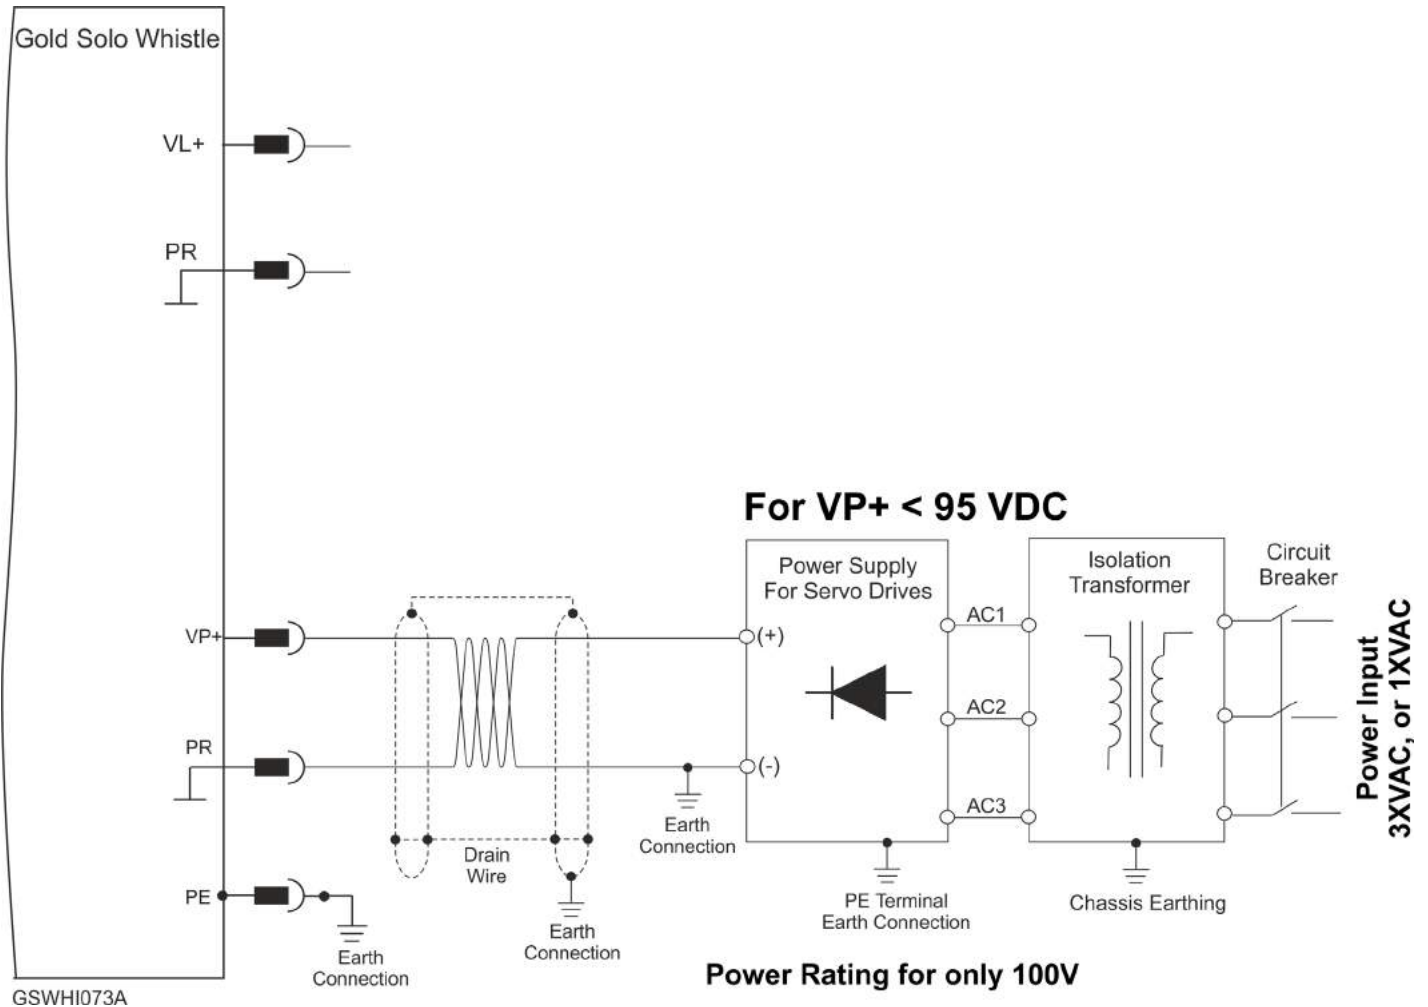 Gold Solo Whistle
VL+
PR
For VP+ < 95 VDC
Power Supply
For Servo Drives
Isolation
Transformer
Circuit
Breaker
AC1
VP+
(+)
AC2
Power Input
3XVAC, or 1XVAC
PR
(-)
AC3
Earth
Connection
Drain
Wire
PE
PE Terminal
Earth Connection
Chassis Earthing
Earth
Connection
Earth
Connection
Power Rating for only 100V
GSWHI073A